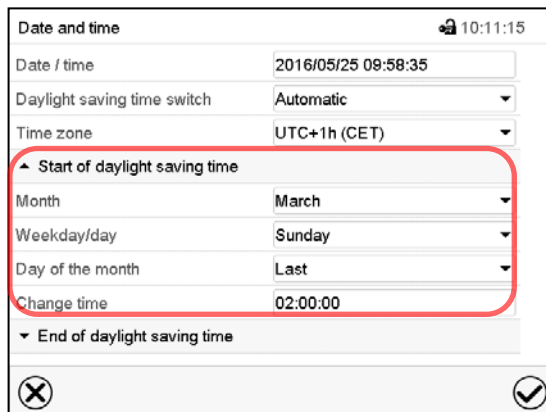 Date and time 10:11:15
Date / time 2016/05/25 09:58:35
Daylight saving time switch Automatic
Time zone UTC+1h (CET)
Start of daylight saving time
Month March
Weekday/day Sunday
Day of the month Last
Change time 02:00:00
End of daylight saving time